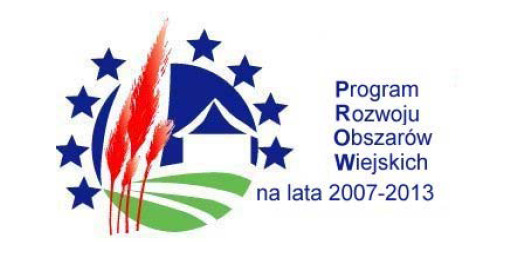 Program
Rozwoju
Obszarów
Wiejskich
na lata 2007-2013